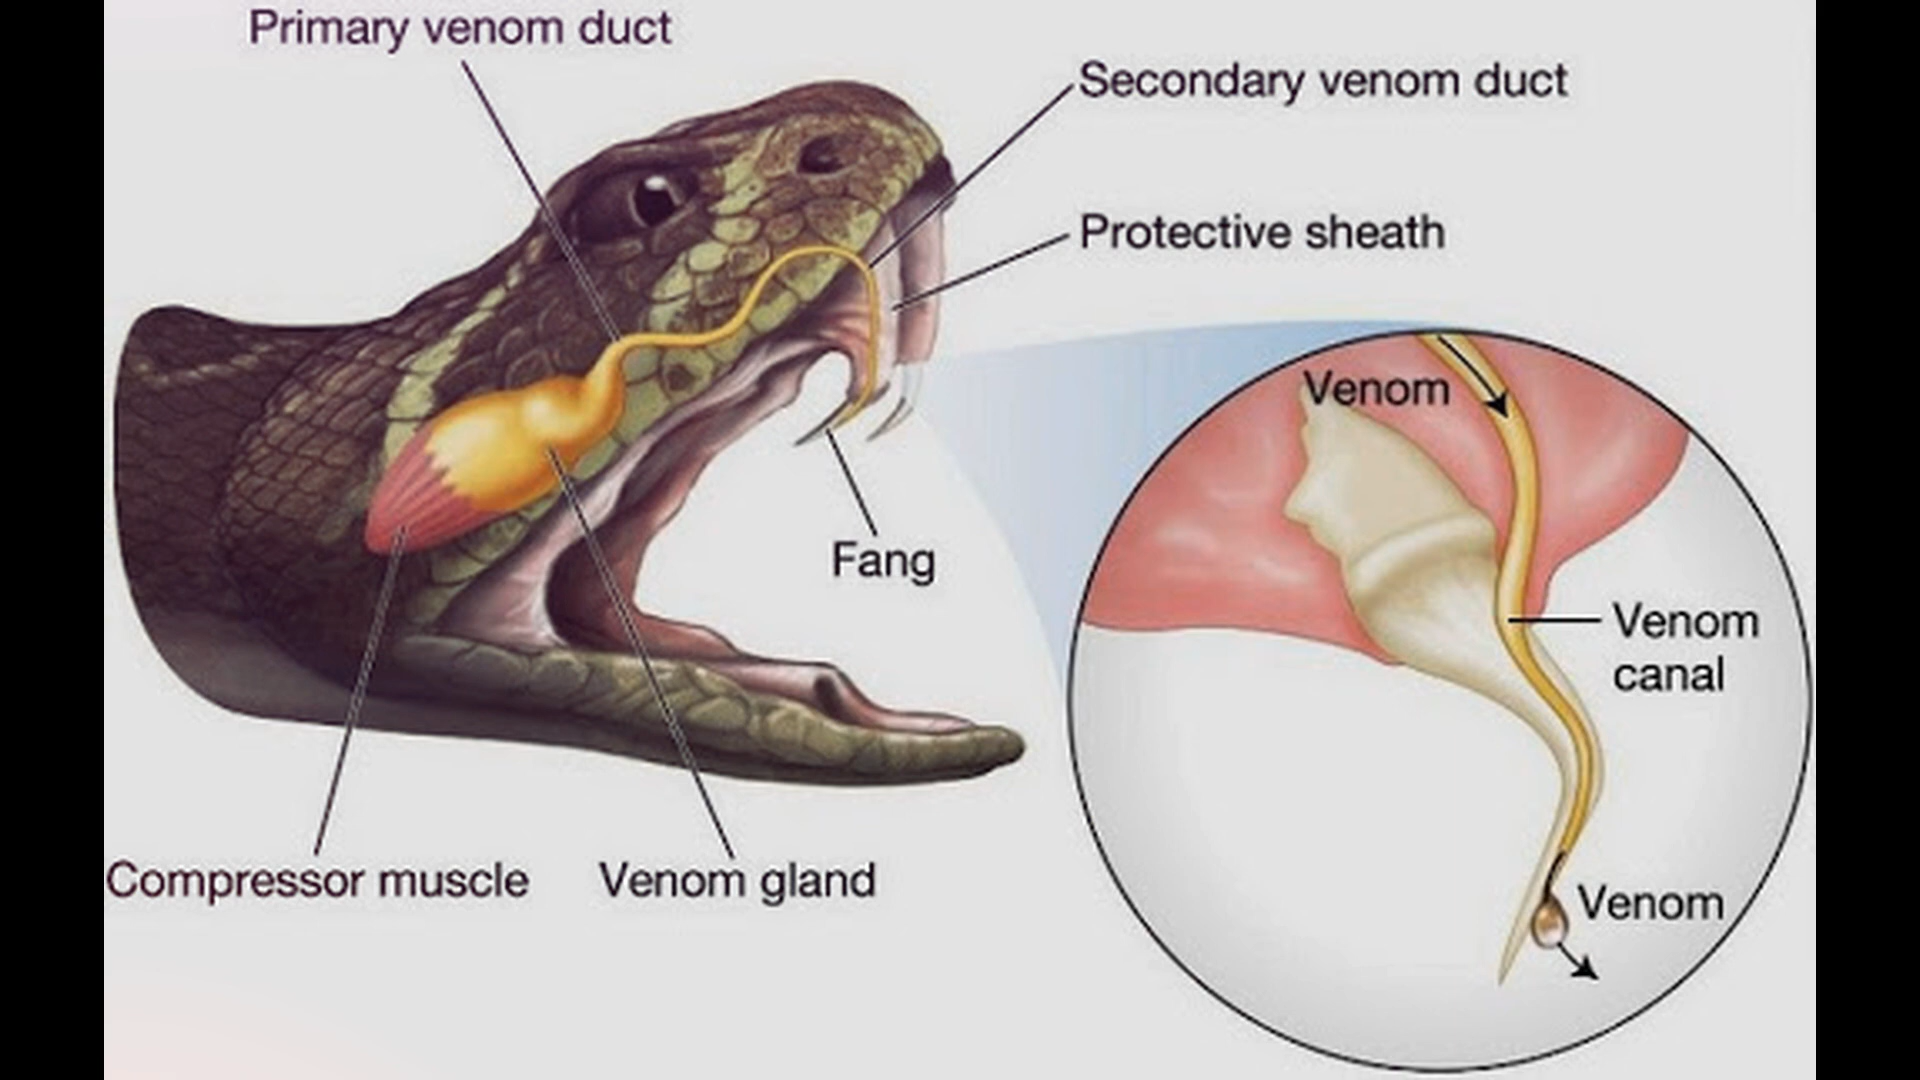 Primary venom duct
Secondary venom duct
Protective sheath
Venom
Fang
Venom
canal
Compressor muscle
Venom gland
Venom